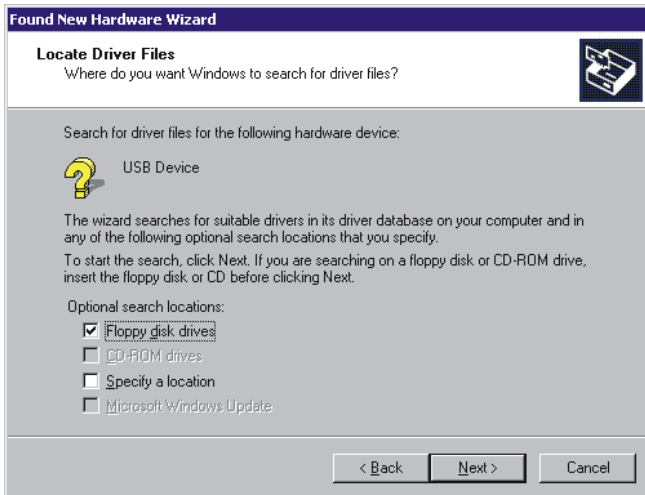 Found New Hardware Wizard
Locate Driver Files
Where do you want Windows to search for driver files?
Search for driver files for the following hardware device:
USB Device
The wizard searches for suitable drivers in its driver database on your computer and in
any of the following optional search locations that you specify.
To start the search, click Next. If you are searching on a floppy disk or CD-ROM drive,
insert the floppy disk or CD before clicking Next.
Optional search locations:
Floppy disk drives
CD-ROM drives
Specify a location
Microsoft Windows Update
< Back Next > Cancel